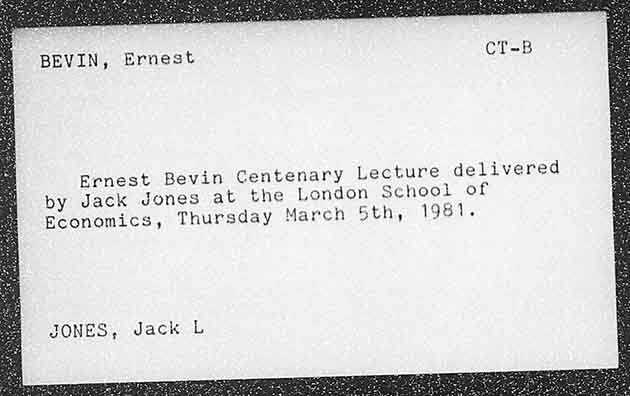 BEVIN, Ernest
CT-B
Ernest Bevin Centenary Lecture delivered
by Jack Jones at the London School of
Economics, Thursday March 5th, 1981.
JONES, Jack L